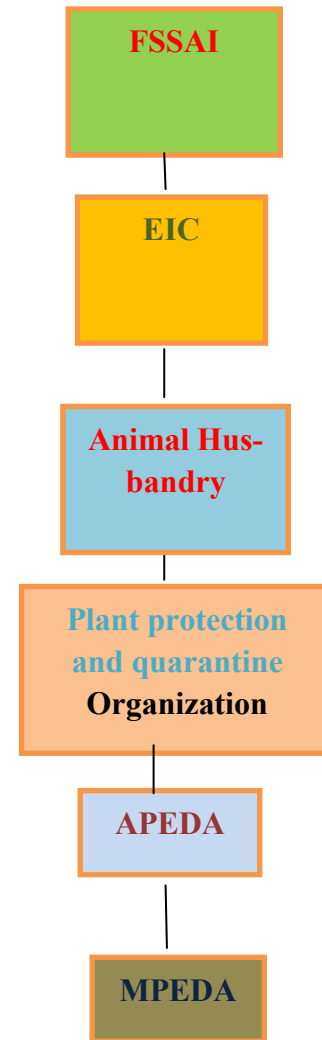 FSSAI
EIC
Animal Hus-
bandry
Plant protection
and quarantine
Organization
APEDA
MPEDA